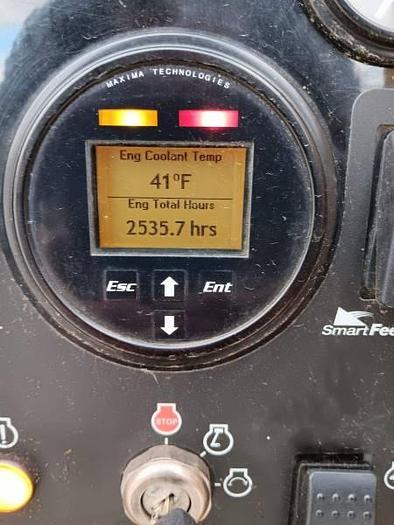 MAXIMA TECHNOLOGIES
Eng Coolant Temp
41°F
Eng Total Hours
2535.7 hrs
Esc
Ent
STOP